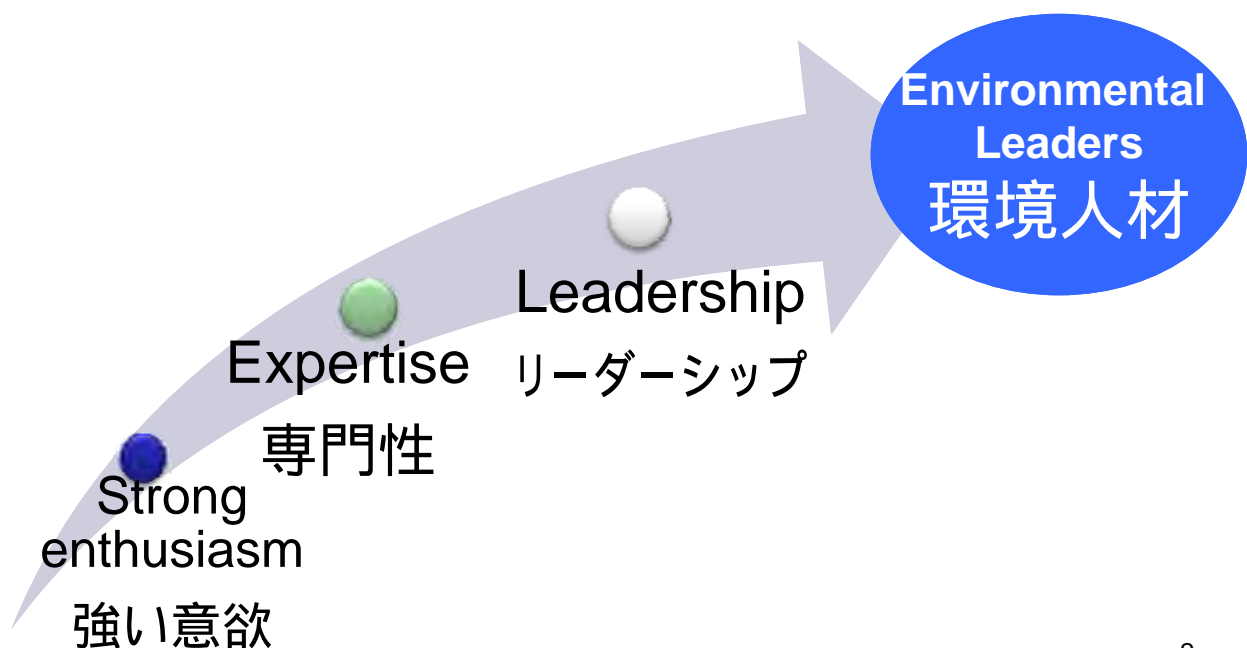 Environmental
Leaders
環境人材
Leadership
リーダーシップ
Expertise
専門性
Strong
enthusiasm
強い意欲